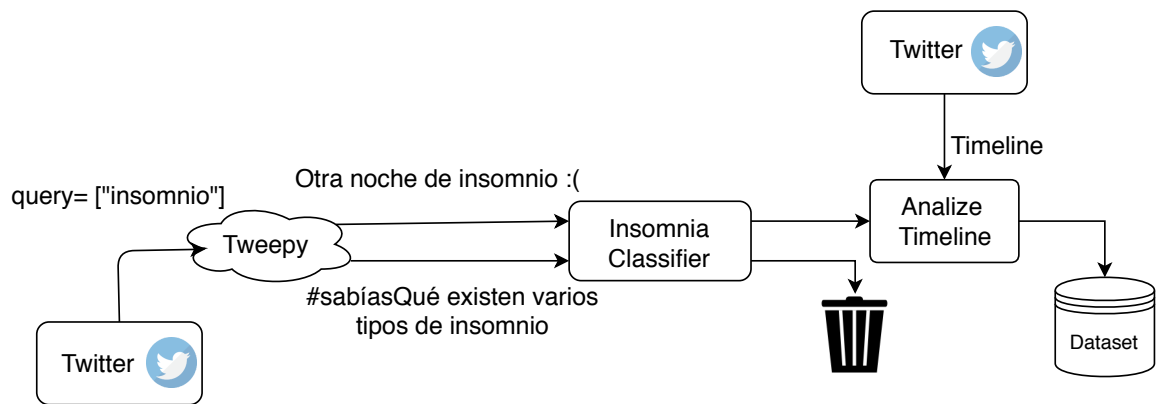 Twitter
Timeline
query= ["insomnio"]
Otra noche de insomnio :(
Tweepy
Insomnia
Classifier
Analize
Timeline
#sabíasQué existen varios
tipos de insomnio
Twitter
Dataset